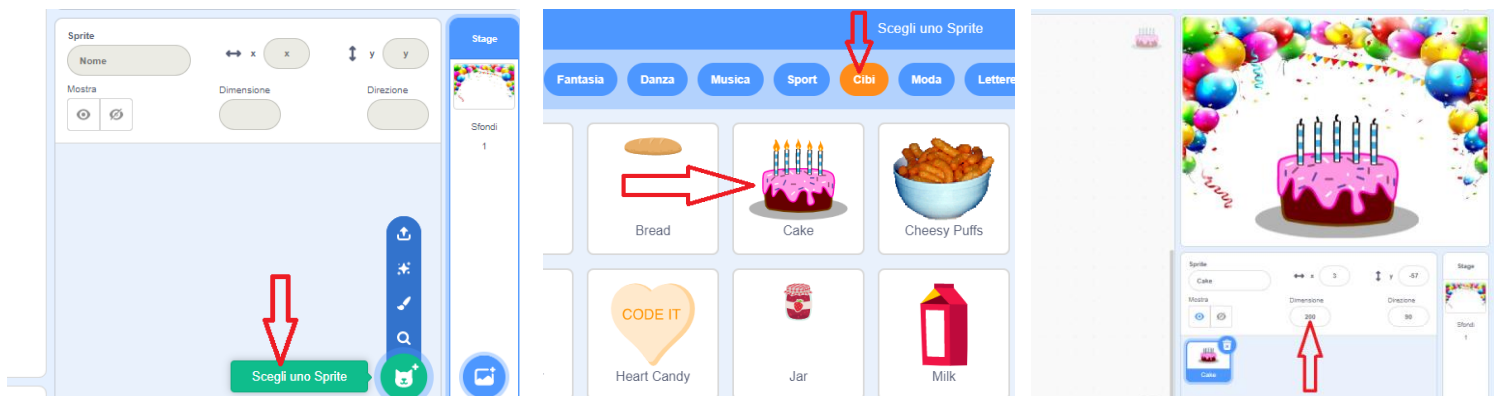 Sprite
Nome
x
x
y
y
Mostra
Dimensione
Direzione
Stage
Sfondi
1
Scegli uno Sprite
Scegli uno Sprite
Fantasia
Danza
Musica
Sport
Cibi
Moda
Lettere
Bread
Cake
Cheesy Puffs
CODE IT
Heart Candy
Jar
Milk
Sprite
Cake
x
3
y
-57
Mostra
Dimensione
Direzione
200
90
Stage
Sfondi
1
Cake